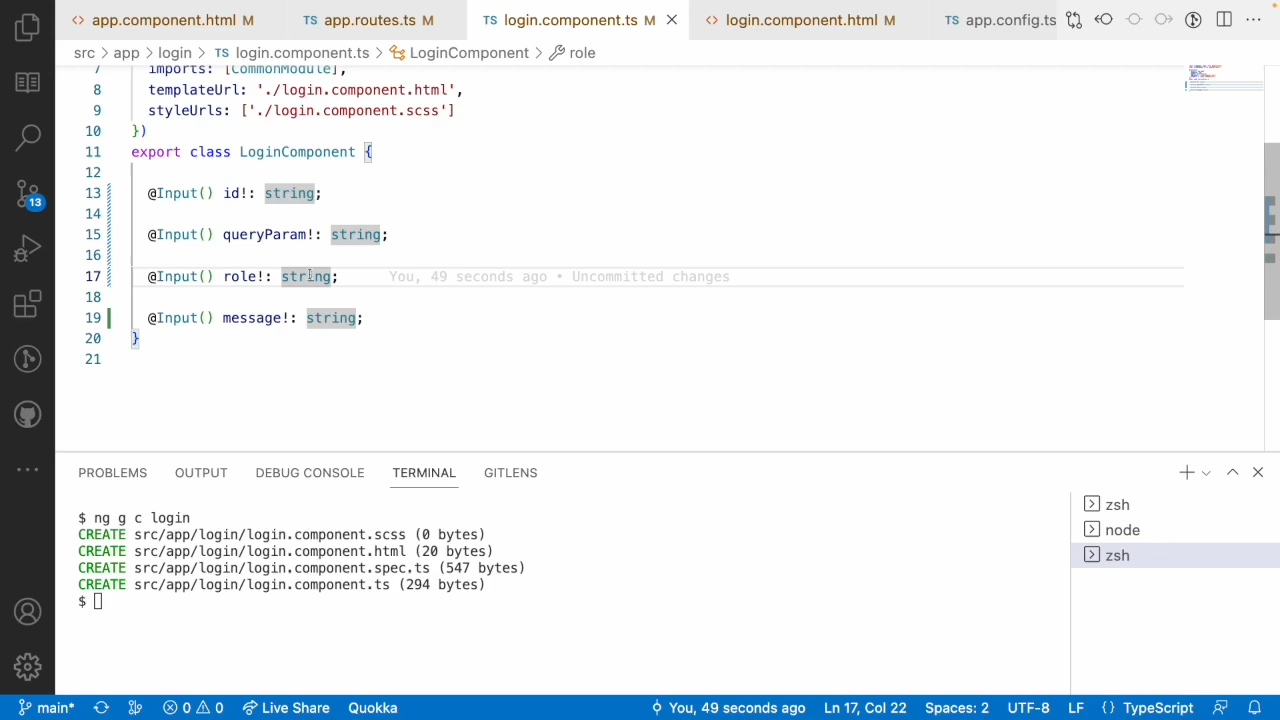 <> app.component.html M
TS app.routes.ts M
TS login.component.ts M
<> login.component.html M
TS app.config.ts
src > app > login > TS login.component.ts > LoginComponent > role
7 imports: [CommonModule],
8 templateUrl: './login.component.html',
9 styleUrls: ['./login.component.scss']
10 })
11 export class LoginComponent {
12
13 @Input() id!: string;
14
15 @Input() queryParam!: string;
16
17 @Input() role!: string; You, 49 seconds ago • Uncommitted changes
18
19 @Input() message!: string;
20 }
21
13
PROBLEMS OUTPUT DEBUG CONSOLE TERMINAL GITLENS
$ ng g c login
CREATE src/app/login/login.component.scss (0 bytes)
CREATE src/app/login/login.component.html (20 bytes)
CREATE src/app/login/login.component.spec.ts (547 bytes)
CREATE src/app/login/login.component.ts (294 bytes)
$
zsh
node
zsh
main* 0 0 Live Share Quokka You, 49 seconds ago Ln 17, Col 22 Spaces: 2 UTF-8 LF {} TypeScript